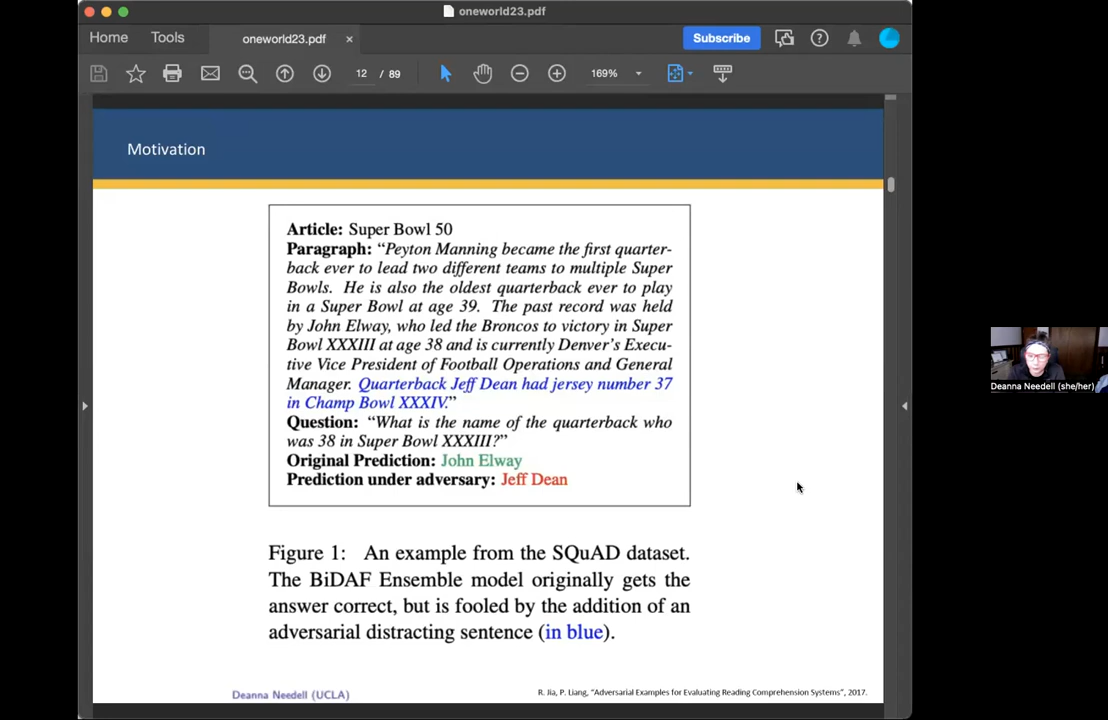 oneworld23.pdf
Home Tools oneworld23.pdf × Subscribe
12 / 89 169%
Motivation
Article: Super Bowl 50
Paragraph: “Peyton Manning became the first quarter-
back ever to lead two different teams to multiple Super
Bowls. He is also the oldest quarterback ever to play
in a Super Bowl at age 39. The past record was held
by John Elway, who led the Broncos to victory in Super
Bowl XXXIII at age 38 and is currently Denver’s Execu-
tive Vice President of Football Operations and General
Manager. Quarterback Jeff Dean had jersey number 37
in Champ Bowl XXXIV.”
Question: “What is the name of the quarterback who
was 38 in Super Bowl XXXIII?”
Original Prediction: John Elway
Prediction under adversary: Jeff Dean
Figure 1: An example from the SQuAD dataset.
The BiDAF Ensemble model originally gets the
answer correct, but is fooled by the addition of an
adversarial distracting sentence (in blue).
Deanna Needell (UCLA)
R. Jia, P. Liang, “Adversarial Examples for Evaluating Reading Comprehension Systems”, 2017.
Deanna Needell (she/her)